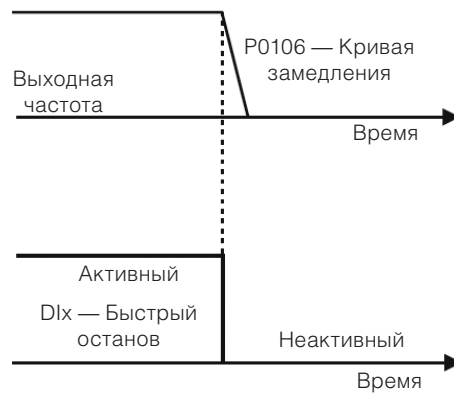 P0106 — Кривая
замедления
Выходная
частота
Время
Активный
DIx — Быстрый
останов
Неактивный
Время